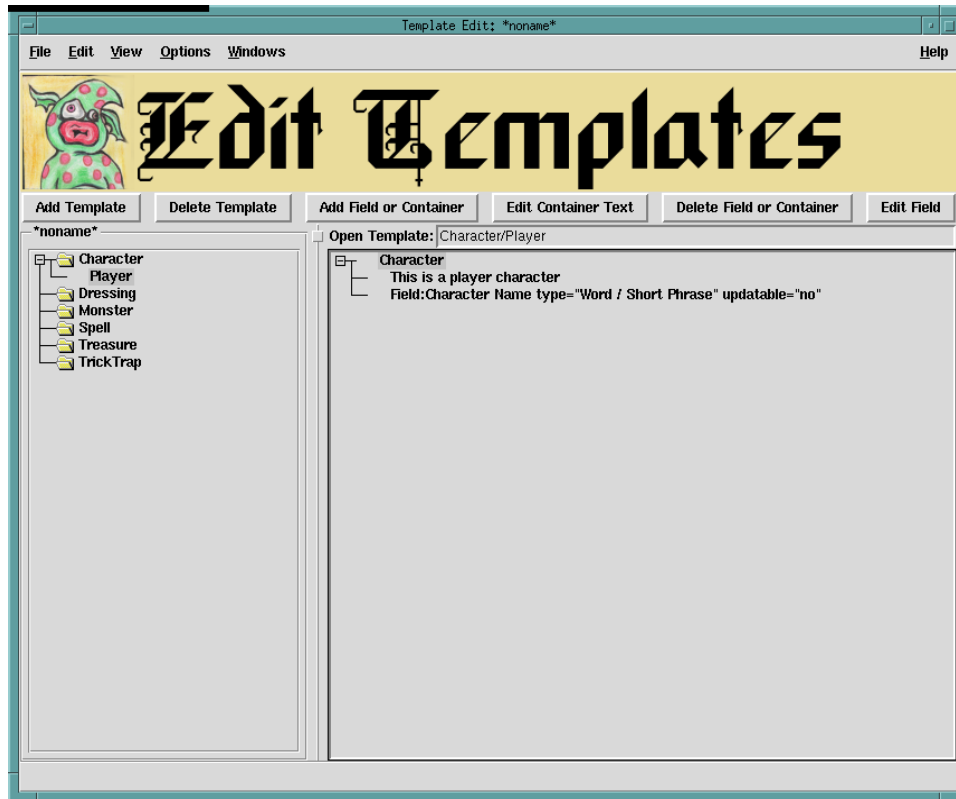 Template Edit: *noname*
File Edit View Options Windows Help
Edit Templates
Add Template Delete Template Add Field or Container Edit Container Text Delete Field or Container Edit Field
*noname*
Character
Player
Dressing
Monster
Spell
Treasure
TrickTrap
Open Template: Character/Player
Character
This is a player character
Field:Character Name type="Word / Short Phrase" updatable="no"